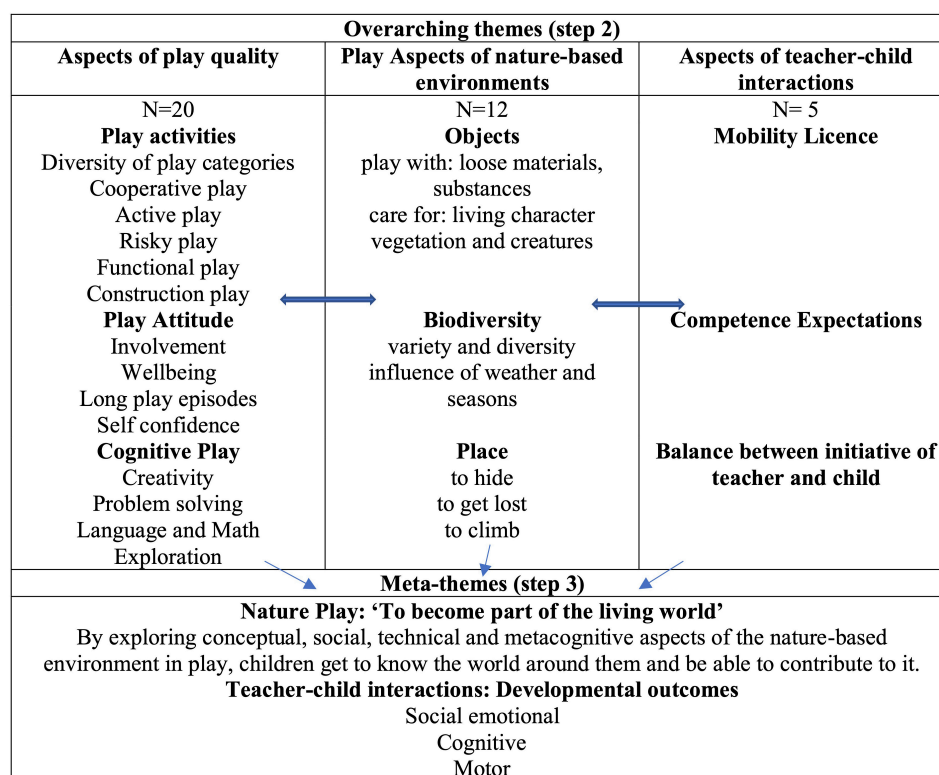 Overarching themes (step 2)
Aspects of play quality
Play Aspects of nature-based
environments
Aspects of teacher-child
interactions
N=20
Play activities
Diversity of play categories
Cooperative play
Active play
Risky play
Functional play
Construction play
Play Attitude
Involvement
Wellbeing
Long play episodes
Self confidence
Cognitive Play
Creativity
Problem solving
Language and Math
Exploration
N=12
Objects
play with: loose materials,
substances
care for: living character
vegetation and creatures
Biodiversity
variety and diversity
influence of weather and
seasons
Place
to hide
to get lost
to climb
N= 5
Mobility Licence
Competence Expectations
Balance between initiative of
teacher and child
Meta-themes (step 3)
Nature Play: ‘To become part of the living world’
By exploring conceptual, social, technical and metacognitive aspects of the nature-based
environment in play, children get to know the world around them and be able to contribute to it.
Teacher-child interactions: Developmental outcomes
Social emotional
Cognitive
Motor